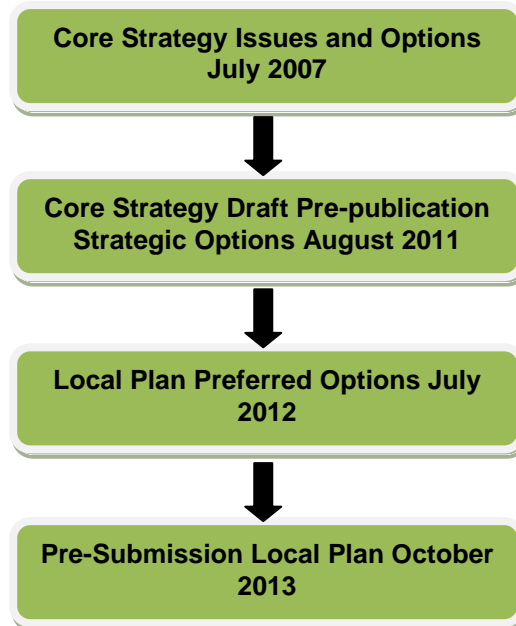 Core Strategy Issues and Options
July 2007
Core Strategy Draft Pre-publication
Strategic Options August 2011
Local Plan Preferred Options July
2012
Pre-Submission Local Plan October
2013